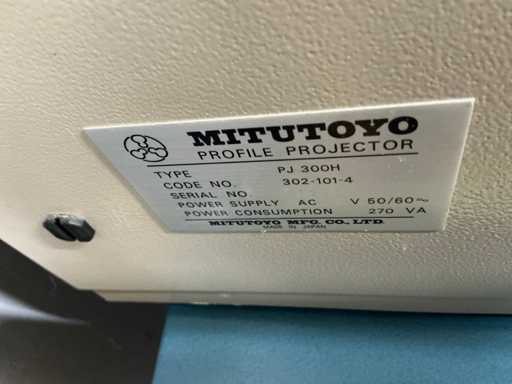 MITUTOYO
PROFILE PROJECTOR
TYPE PJ 300H
CODE NO. 302-101-4
SERIAL NO.
POWER SUPPLY AC V 50/60~
POWER CONSUMPTION 270 VA
MITUTOYO MFG. CO., LTD.
MADE IN JAPAN